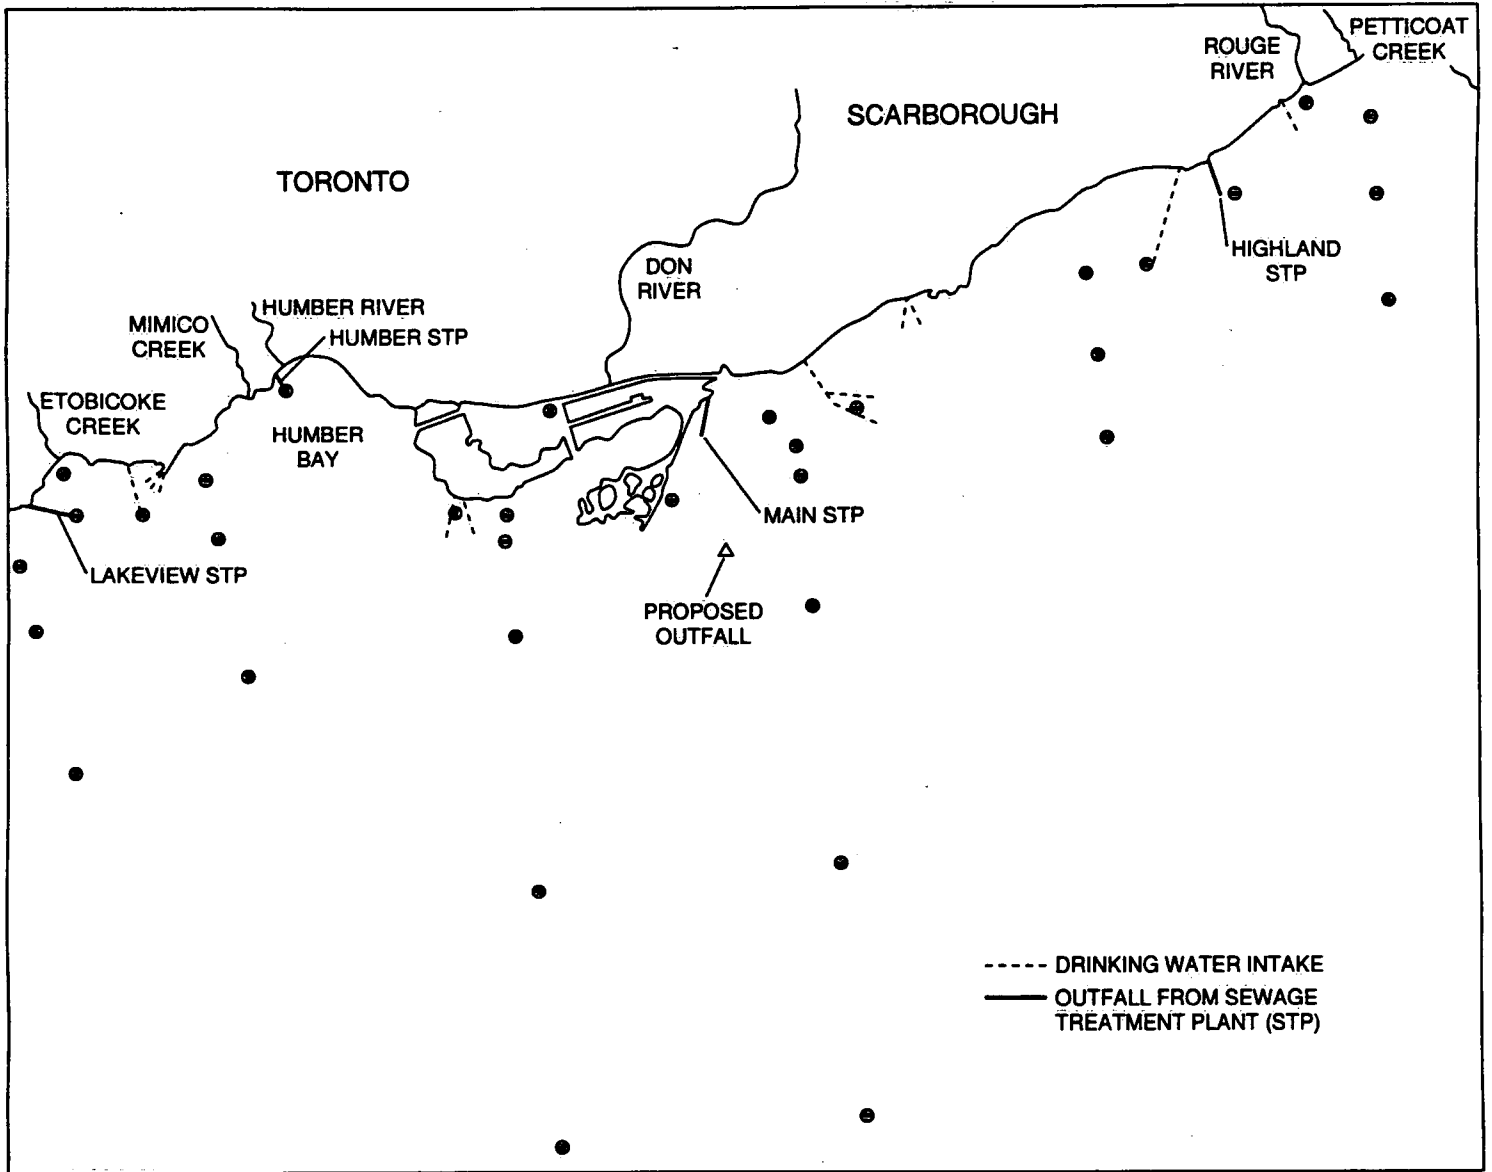 PETTICOAT
CREEK
ROUGE
RIVER
SCARBOROUGH
TORONTO
HIGHLAND
STP
DON
RIVER
HUMBER RIVER
MIMICO
CREEK
HUMBER STP
ETOBICOKE
CREEK
HUMBER
BAY
MAIN STP
LAKEVIEW STP
PROPOSED
OUTFALL
DRINKING WATER INTAKE
OUTFALL FROM SEWAGE
TREATMENT PLANT (STP)